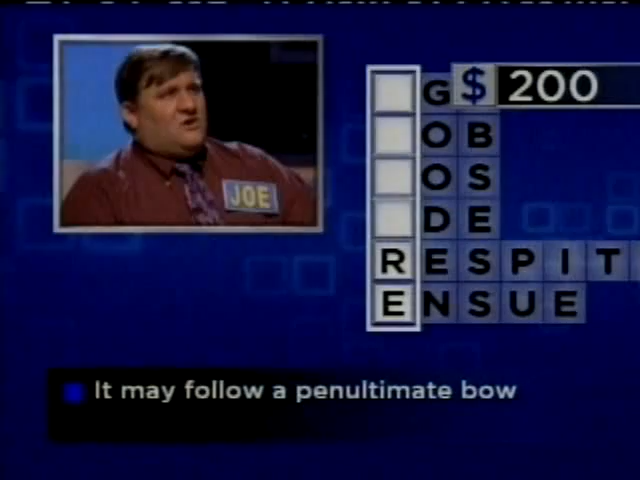 JOE
G $ 200
O B
O S
D E
R E S P I T
E N S U E
It may follow a penultimate bow